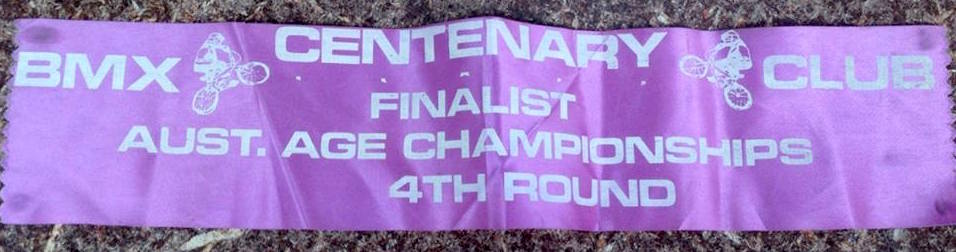 BMX CENTENARY CLUB
FINALIST
AUST. AGE CHAMPIONSHIPS
4TH ROUND